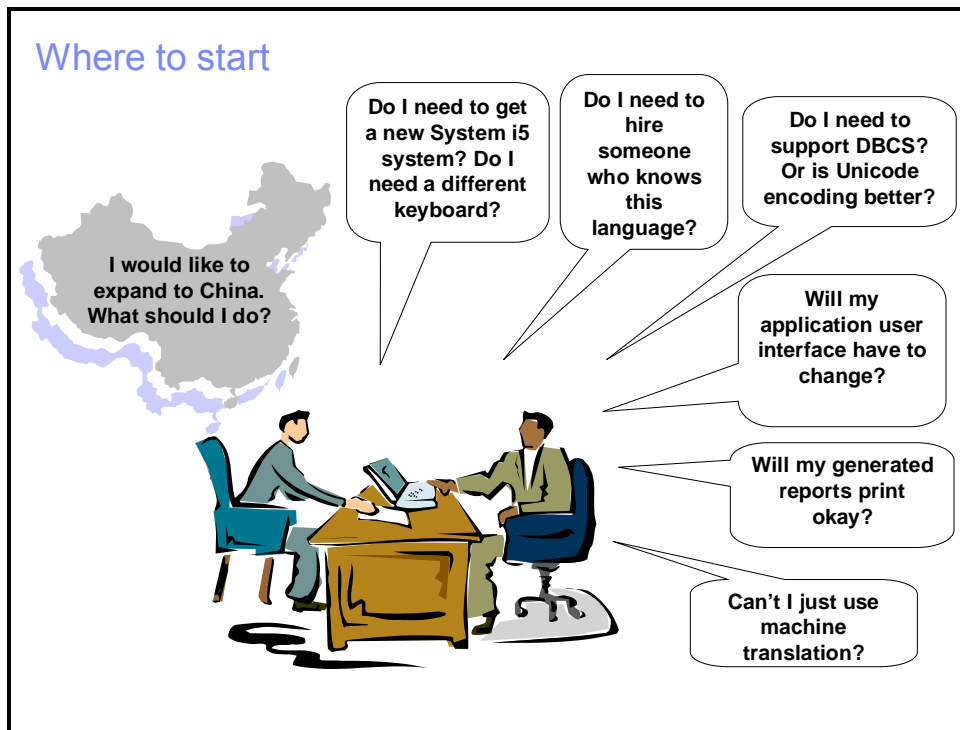 Where to start
I would like to
expand to China.
What should I do?
Do I need to get
a new System i5
system? Do I
need a different
keyboard?
Do I need to
hire
someone
who knows
this
language?
Do I need to
support DBCS?
Or is Unicode
encoding better?
Will my
application user
interface have to
change?
Will my generated
reports print
okay?
Can’t I just use
machine
translation?